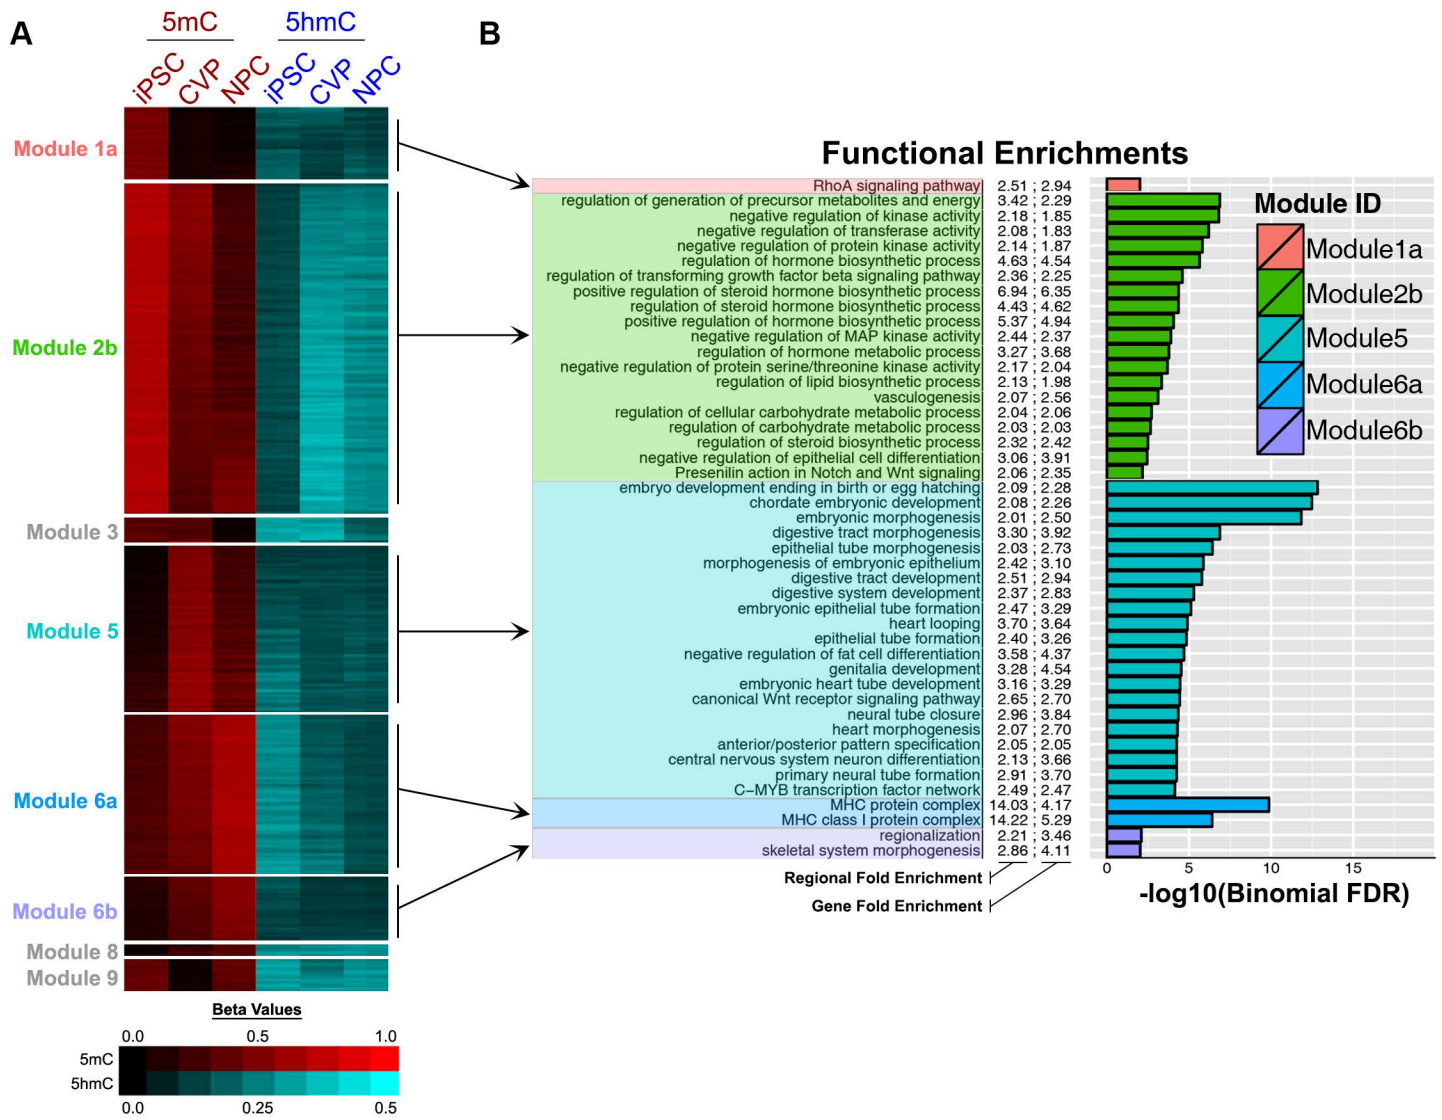 A
5mC
5hmC
B
iPSC
CVP
NPC
iPSC
CVP
NPC
Module 1a
Module 2b
Module 3
Module 5
Module 6a
Module 6b
Module 8
Module 9
Beta Values
0.0 0.5 1.0
5mC
5hmC
0.0 0.25 0.5
Functional Enrichments
RhoA signaling pathway 2.51 ; 2.94
regulation of generation of precursor metabolites and energy 3.42 ; 2.29
negative regulation of kinase activity 2.18 ; 1.85
negative regulation of transferase activity 2.08 ; 1.83
negative regulation of protein kinase activity 2.14 ; 1.87
regulation of hormone biosynthetic process 4.63 ; 4.54
regulation of transforming growth factor beta signaling pathway 2.36 ; 2.25
positive regulation of steroid hormone biosynthetic process 6.94 ; 6.35
regulation of steroid hormone biosynthetic process 4.43 ; 4.62
positive regulation of hormone biosynthetic process 5.37 ; 4.94
negative regulation of MAP kinase activity 2.44 ; 2.37
regulation of hormone metabolic process 3.27 ; 3.68
negative regulation of protein serine/threonine kinase activity 2.17 ; 2.04
regulation of lipid biosynthetic process 2.13 ; 1.98
vasculogenesis 2.07 ; 2.56
regulation of cellular carbohydrate metabolic process 2.04 ; 2.06
regulation of carbohydrate metabolic process 2.03 ; 2.03
regulation of steroid biosynthetic process 2.32 ; 2.42
negative regulation of epithelial cell differentiation 3.06 ; 3.91
Presenilin action in Notch and Wnt signaling 2.06 ; 2.35
embryo development ending in birth or egg hatching 2.09 ; 2.28
chordate embryonic development 2.08 ; 2.26
embryonic morphogenesis 2.01 ; 2.50
digestive tract morphogenesis 3.30 ; 3.92
epithelial tube morphogenesis 2.03 ; 2.73
morphogenesis of embryonic epithelium 2.42 ; 3.10
digestive tract development 2.51 ; 2.94
digestive system development 2.37 ; 2.83
embryonic epithelial tube formation 2.47 ; 3.29
heart looping 3.70 ; 3.64
epithelial tube formation 2.40 ; 3.26
negative regulation of fat cell differentiation 3.58 ; 4.37
genitalia development 3.28 ; 4.54
embryonic heart tube development 3.16 ; 3.29
canonical Wnt receptor signaling pathway 2.65 ; 2.70
neural tube closure 2.96 ; 3.84
heart morphogenesis 2.07 ; 2.70
anterior/posterior pattern specification 2.05 ; 2.05
central nervous system neuron differentiation 2.13 ; 3.66
primary neural tube formation 2.91 ; 3.70
C−MYB transcription factor network 2.49 ; 2.47
MHC protein complex 14.03 ; 4.17
MHC class I protein complex 14.22 ; 5.29
regionalization 2.21 ; 3.46
skeletal system morphogenesis 2.86 ; 4.11
Regional Fold Enrichment
Gene Fold Enrichment
Module ID
Module1a
Module2b
Module5
Module6a
Module6b
0 5 10 15
-log10(Binomial FDR)